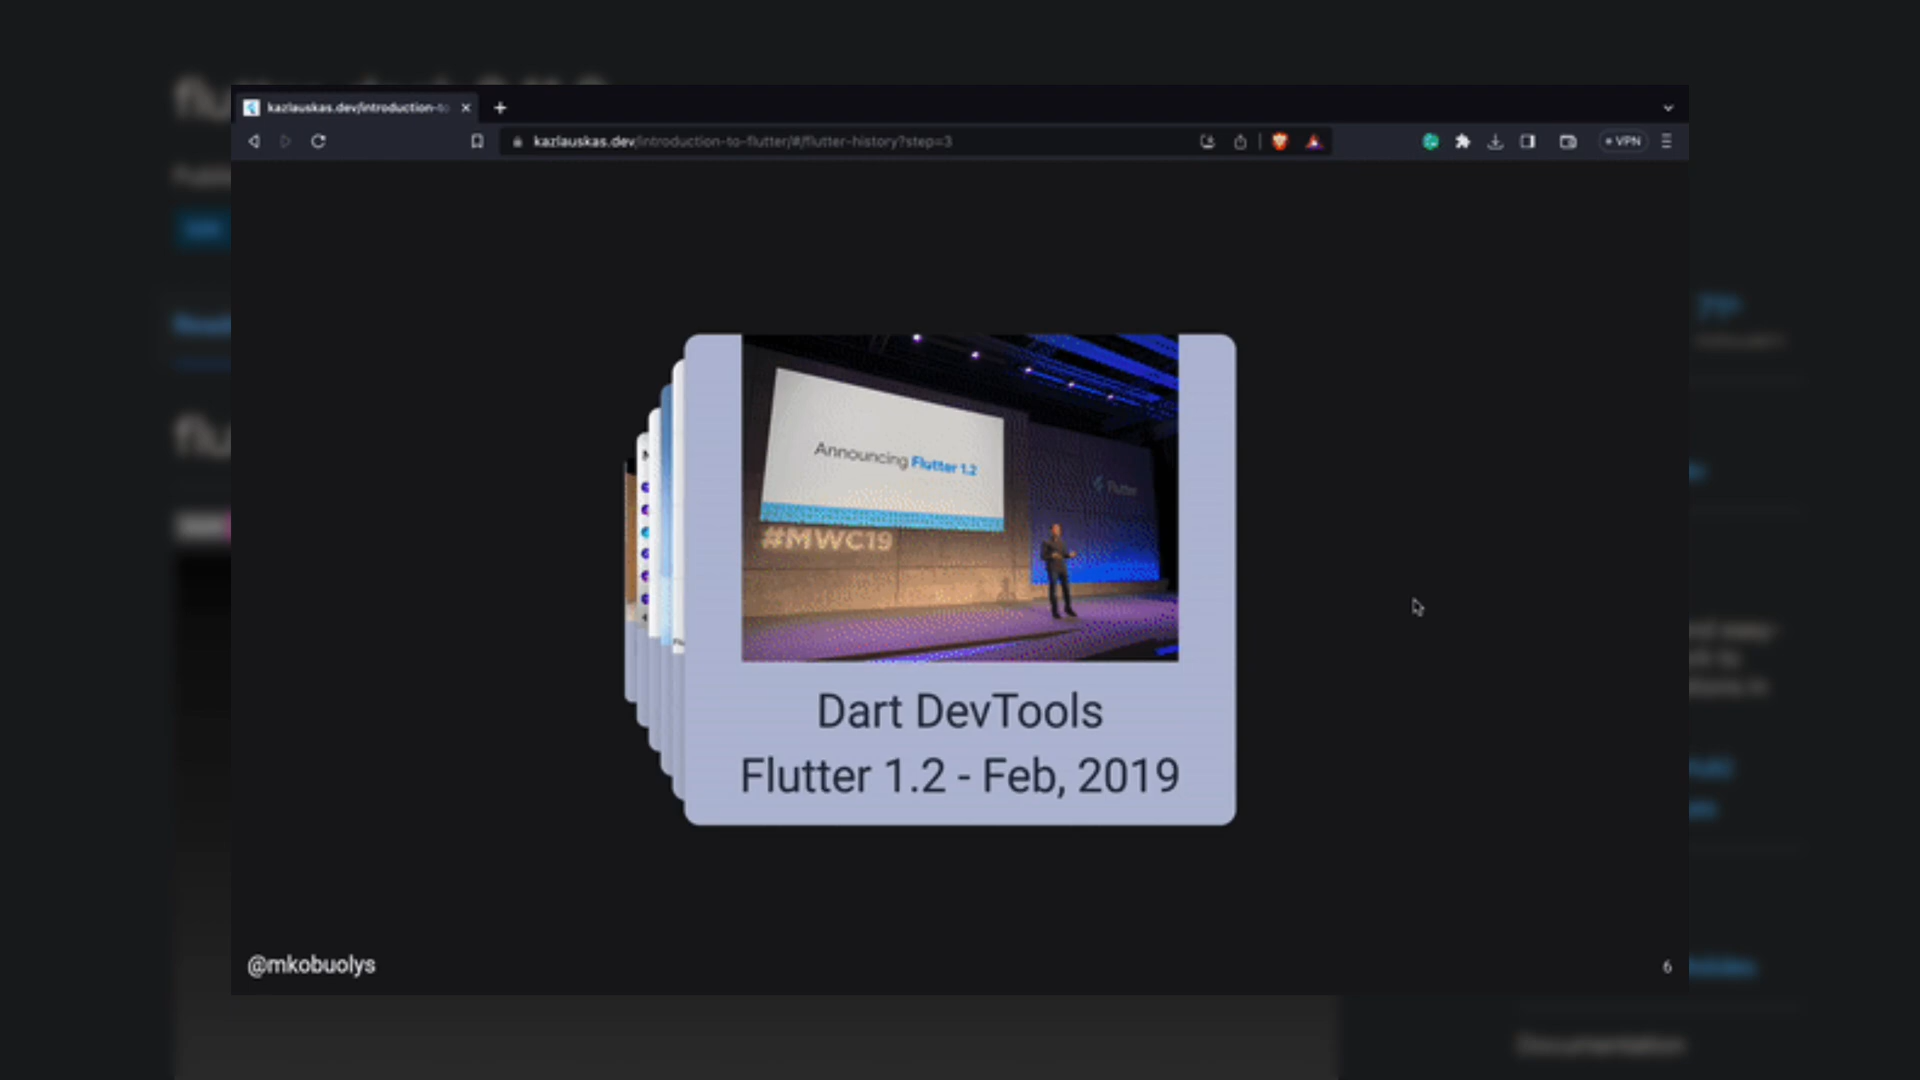 kazlauskas.dev/introduction-to
kazlauskas.dev/introduction-to-flutter/#/flutter-history?step=3
VPN
Announcing Flutter 1.2
Flutter
#MWC19
Dart DevTools
Flutter 1.2 - Feb, 2019
@mkobuolys
6
Documentation